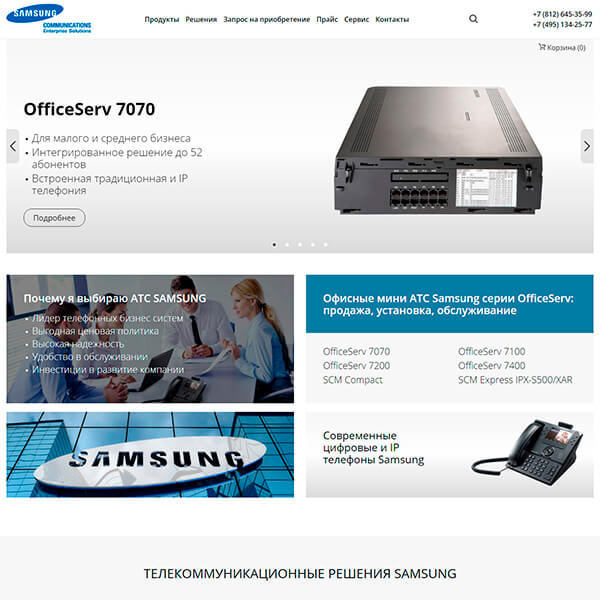 SAMSUNG
COMMUNICATIONS
Enterprise Solutions
Продукты Решения Запрос на приобретение Прайс Сервис Контакты
+7 (812) 645-35-99
+7 (495) 134-25-77
Корзина (0)
OfficeServ 7070
• Для малого и среднего бизнеса
• Интегрированное решение до 52
абонентов
• Встроенная традиционная и IP
телефония
Подробнее
Почему я выбираю АТС SAMSUNG
• Лидер телефонных бизнес систем
• Выгодная ценовая политика
• Высокая надежность
• Удобство в обслуживании
• Инвестиции в развитие компании
Офисные мини АТС Samsung серии OfficeServ:
продажа, установка, обслуживание
OfficeServ 7070 OfficeServ 7100
OfficeServ 7200 OfficeServ 7400
SCM Compact SCM Express IPX-S500/XAR
SAMSUNG
Современные
цифровые и IP
телефоны Samsung
ТЕЛЕКОММУНИКАЦИОННЫЕ РЕШЕНИЯ SAMSUNG